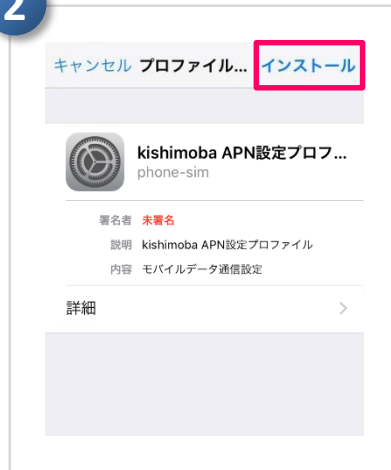 2
キャンセル プロファイル... インストール
kishimoba APN設定プロフ...
phone-sim
署名者 未署名
説明 kishimoba APN設定プロファイル
内容 モバイルデータ通信設定
詳細